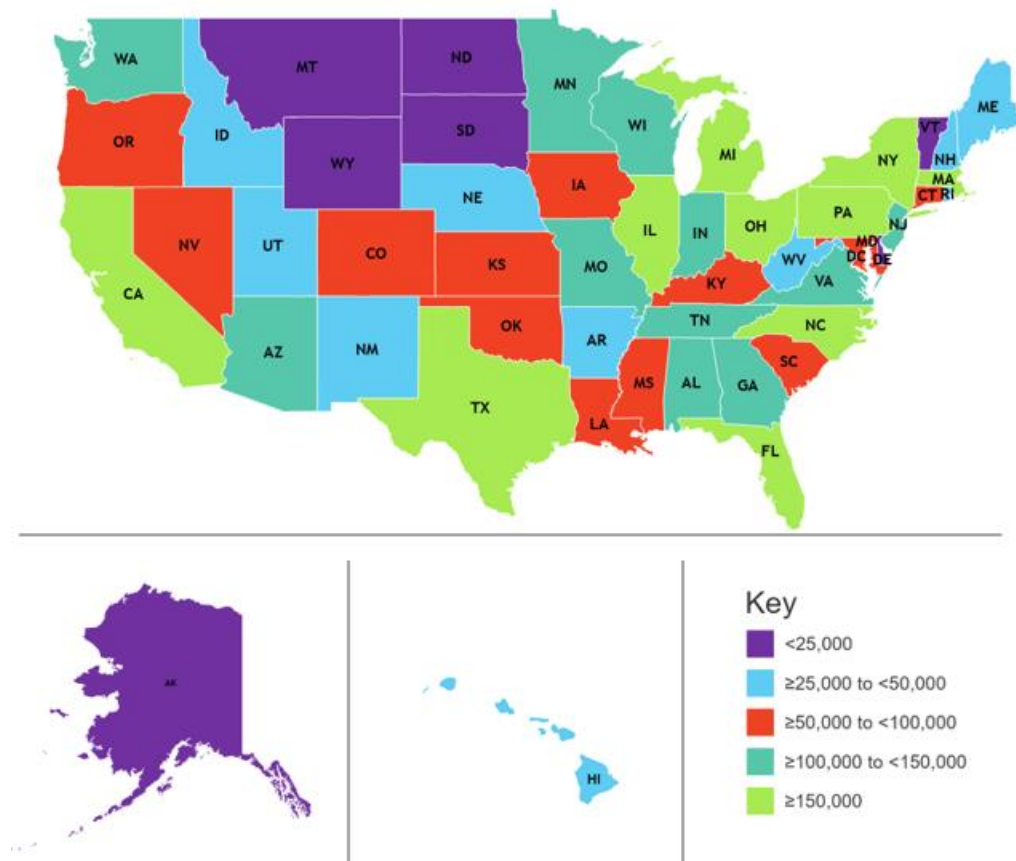 WA
MT
ND
MN
ME
VT
OR
ID
SD
WI
NH
WY
MI
NY
MA
CT
RI
IA
NE
PA
NV
UT
IL
IN
OH
NJ
CO
KS
MO
WV
MD
DC
DE
CA
KY
VA
AZ
NM
OK
AR
TN
NC
TX
MS
AL
GA
SC
LA
FL
AK
HI
Key
<25,000
≥25,000 to <50,000
≥50,000 to <100,000
≥100,000 to <150,000
≥150,000